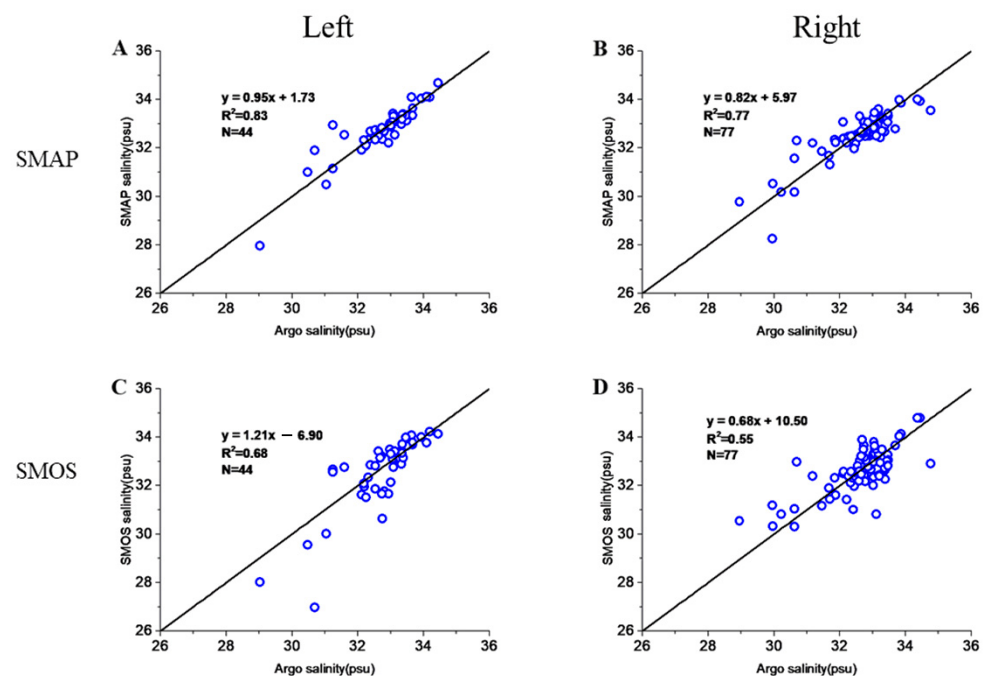 Left Right
A B
SMAP
SMOS
36
34
32
30
28
26
SMAP salinity(psu)
y = 0.95x + 1.73
R²=0.83
N=44
26 28 30 32 34 36
Argo salinity(psu)
36
34
32
30
28
26
SMAP salinity(psu)
y = 0.82x + 5.97
R²=0.77
N=77
26 28 30 32 34 36
Argo salinity(psu)
C D
36
34
32
30
28
26
SMOS salinity(psu)
y = 1.21x − 6.90
R²=0.68
N=44
26 28 30 32 34 36
Argo salinity(psu)
36
34
32
30
28
26
SMOS salinity(psu)
y = 0.68x + 10.50
R²=0.55
N=77
26 28 30 32 34 36
Argo salinity(psu)